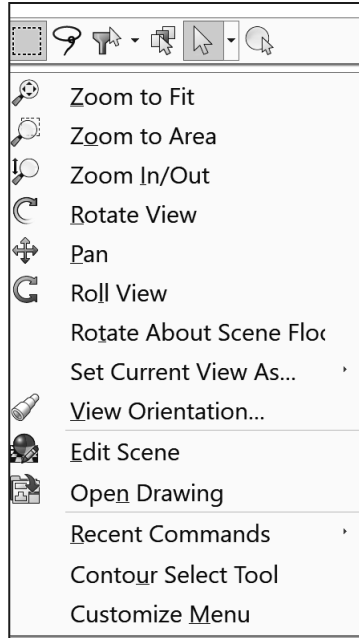 Zoom to Fit
Zoom to Area
Zoom In/Out
Rotate View
Pan
Roll View
Rotate About Scene Floo
Set Current View As...
View Orientation...
Edit Scene
Open Drawing
Recent Commands
Contour Select Tool
Customize Menu